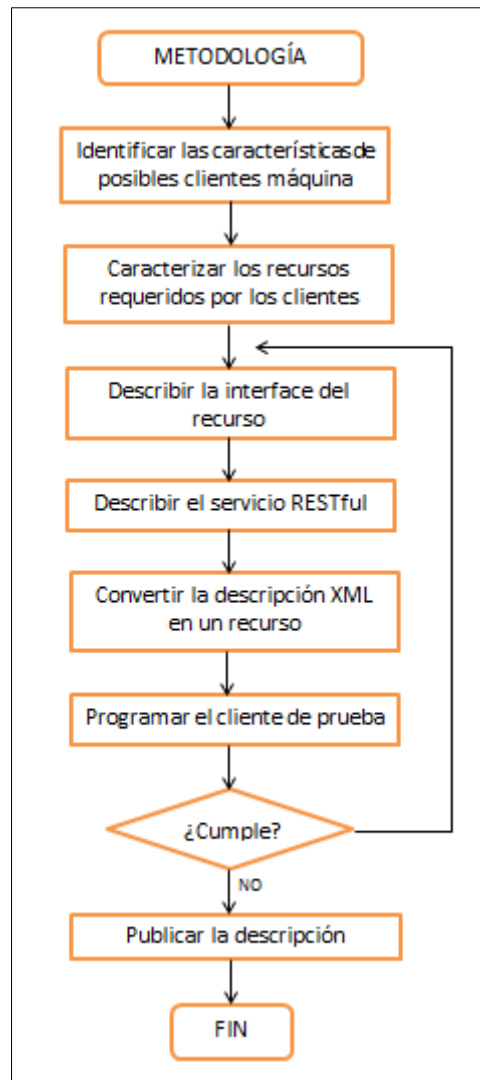 METODOLOGÍA
Identificar las características de
posibles clientes máquina
Caracterizar los recursos
requeridos por los clientes
Describir la interface del
recurso
Describir el servicio RESTful
Convertir la descripción XML
en un recurso
Programar el cliente de prueba
¿Cumple?
NO
Publicar la descripción
FIN